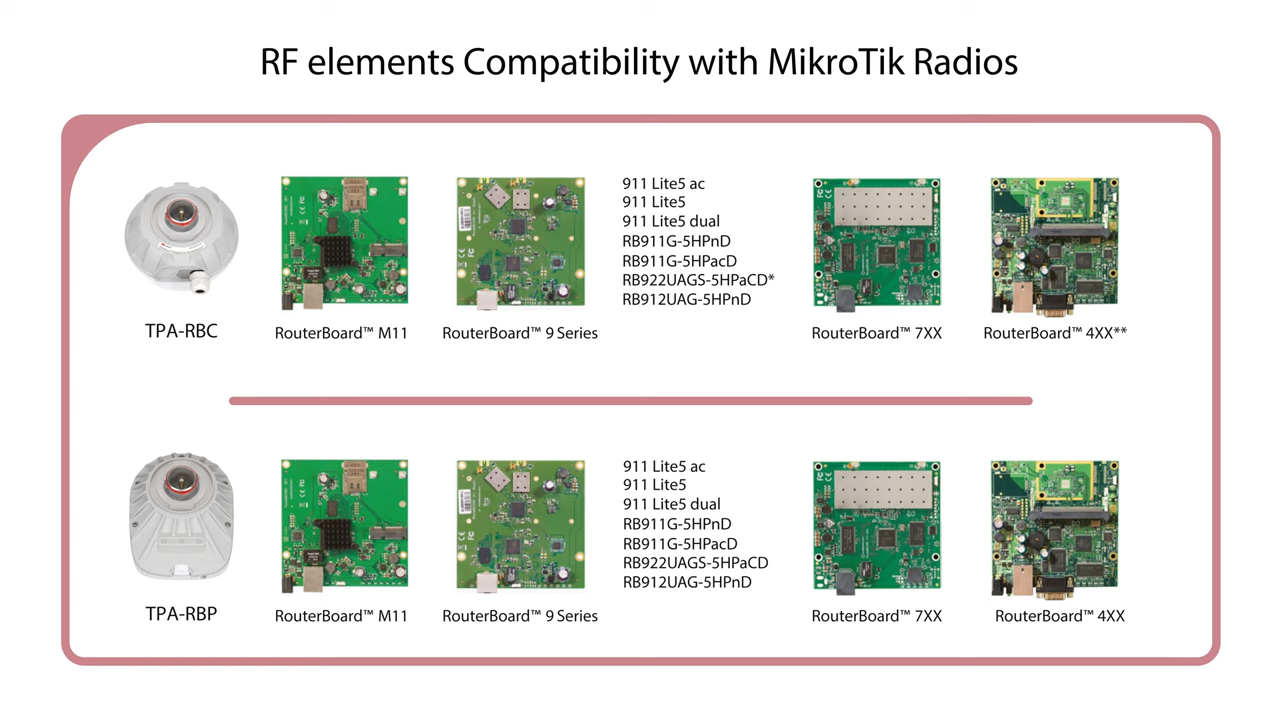 RF elements Compatibility with MikroTik Radios
TPA-RBC
RouterBoard™ M11
RouterBoard™ 9 Series
911 Lite5 ac
911 Lite5
911 Lite5 dual
RB911G-5HPnD
RB911G-5HPacD
RB922UAGS-5HPaCD*
RB912UAG-5HPnD
RouterBoard™ 7XX
RouterBoard™ 4XX**
TPA-RBP
RouterBoard™ M11
RouterBoard™ 9 Series
911 Lite5 ac
911 Lite5
911 Lite5 dual
RB911G-5HPnD
RB911G-5HPacD
RB922UAGS-5HPaCD
RB912UAG-5HPnD
RouterBoard™ 7XX
RouterBoard™ 4XX